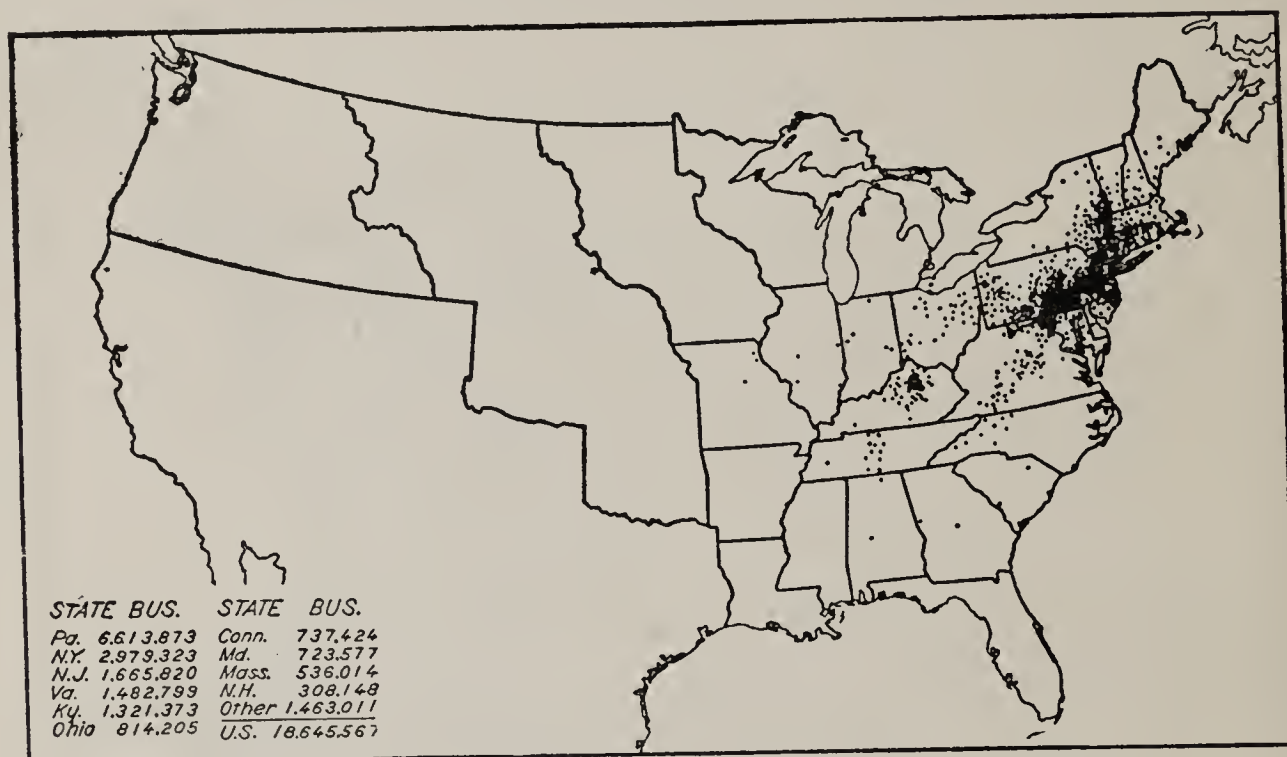 STATE BUS. STATE BUS.
Pa. 6.613.873 Conn. 737,424
N.Y. 2,979,323 Md. 723,577
N.J. 1,665,820 Mass. 536,014
Va. 1,482,799 N.H. 308,148
Ky. 1,321,373 Other 1,463,011
Ohio 814,205 U.S. 18,645,567